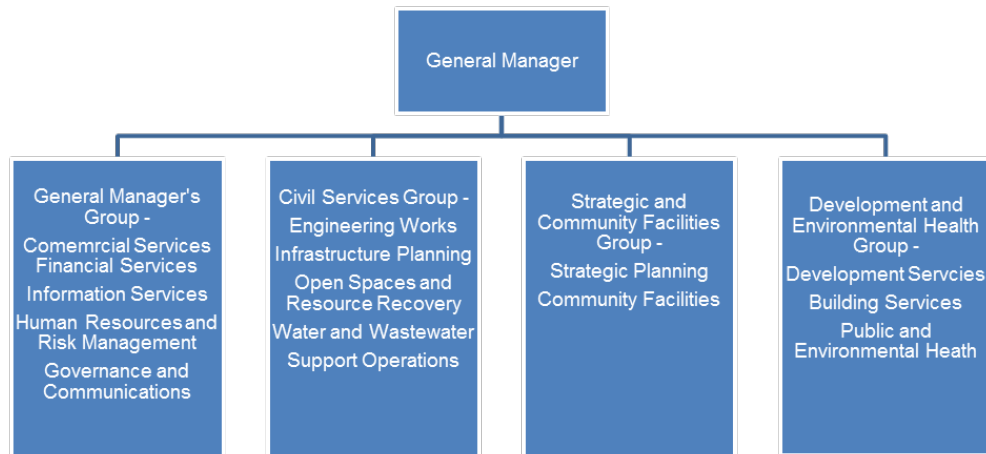 General Manager
General Manager's
Group -
Comemrcial Services
Financial Services
Information Services
Human Resources and
Risk Management
Governance and
Communications
Civil Services Group -
Engineering Works
Infrastructure Planning
Open Spaces and
Resource Recovery
Water and Wastewater
Support Operations
Strategic and
Community Facilities
Group -
Strategic Planning
Community Facilities
Development and
Environmental Health
Group -
Development Servcies
Building Services
Public and
Environmental Heath